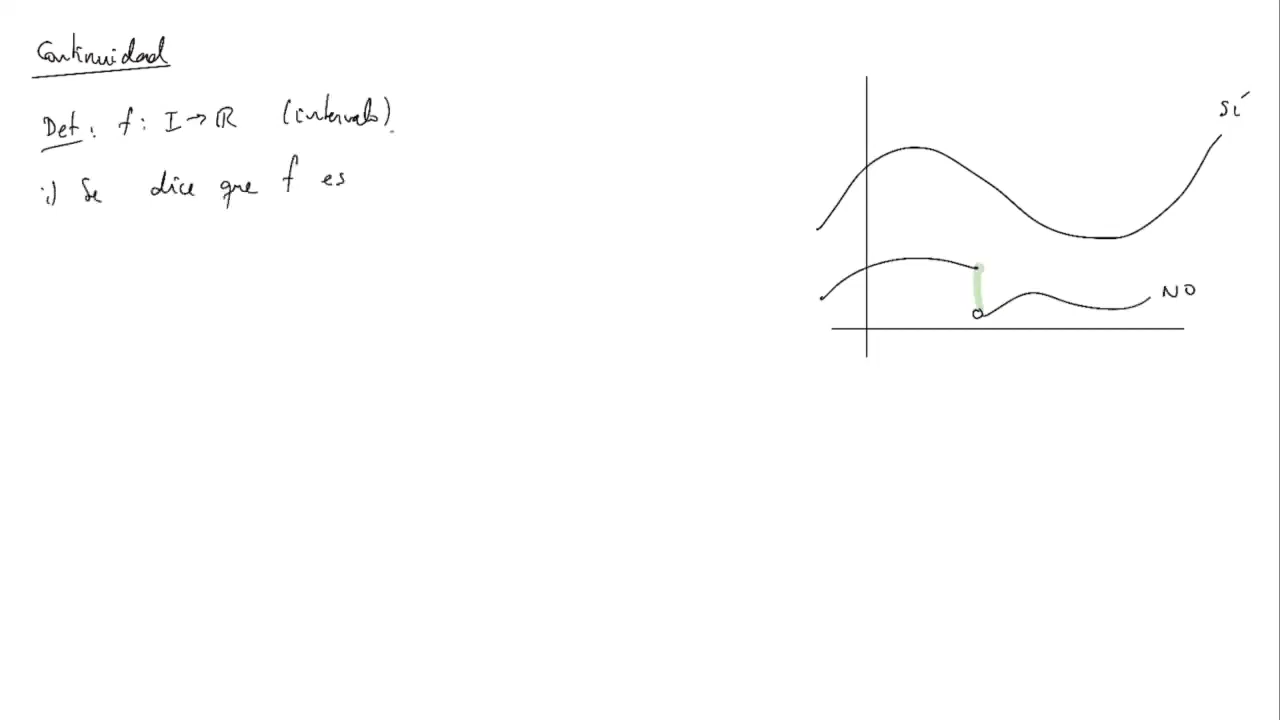 Continuidad
Def: f: I → ℝ (intervalo).
i) Se dice que f es
SÍ
NO